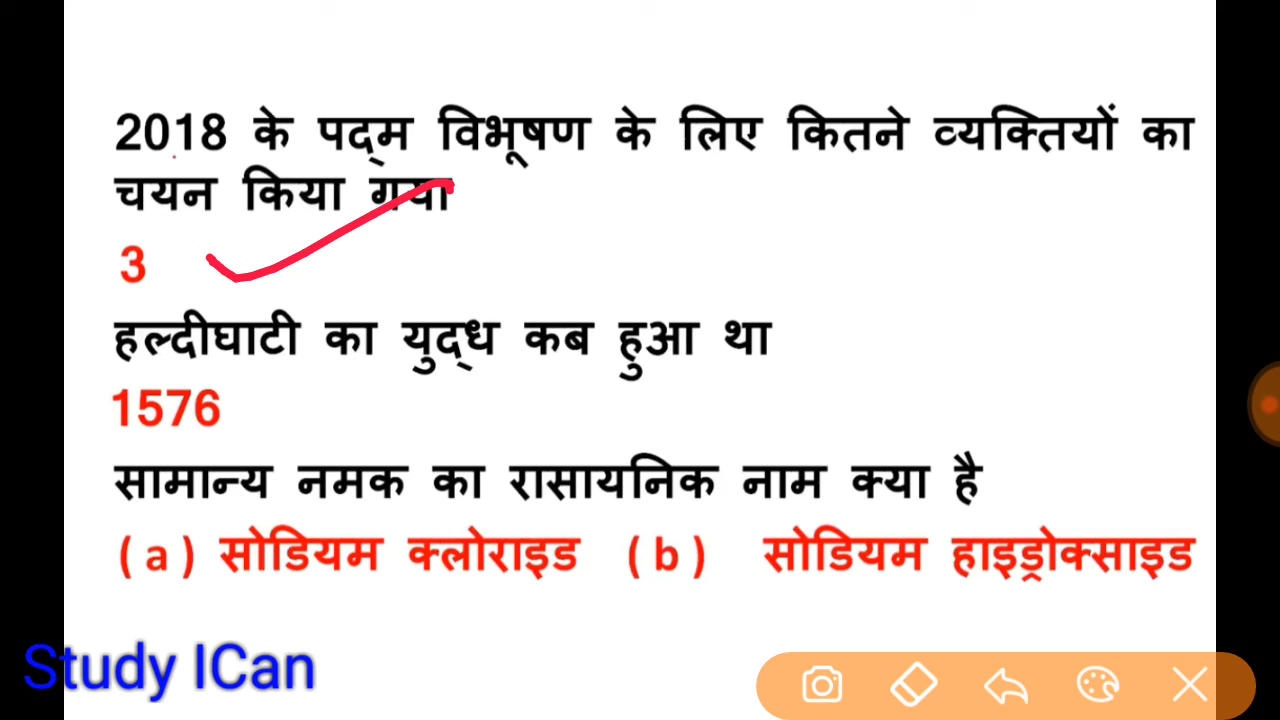 2018 के पद्म विभूषण के लिए कितने व्यक्तियों का
चयन किया गया
3
हल्दीघाटी का युद्ध कब हुआ था
1576
सामान्य नमक का रासायनिक नाम क्या है
(a) सोडियम क्लोराइड (b) सोडियम हाइड्रोक्साइड
Study ICan